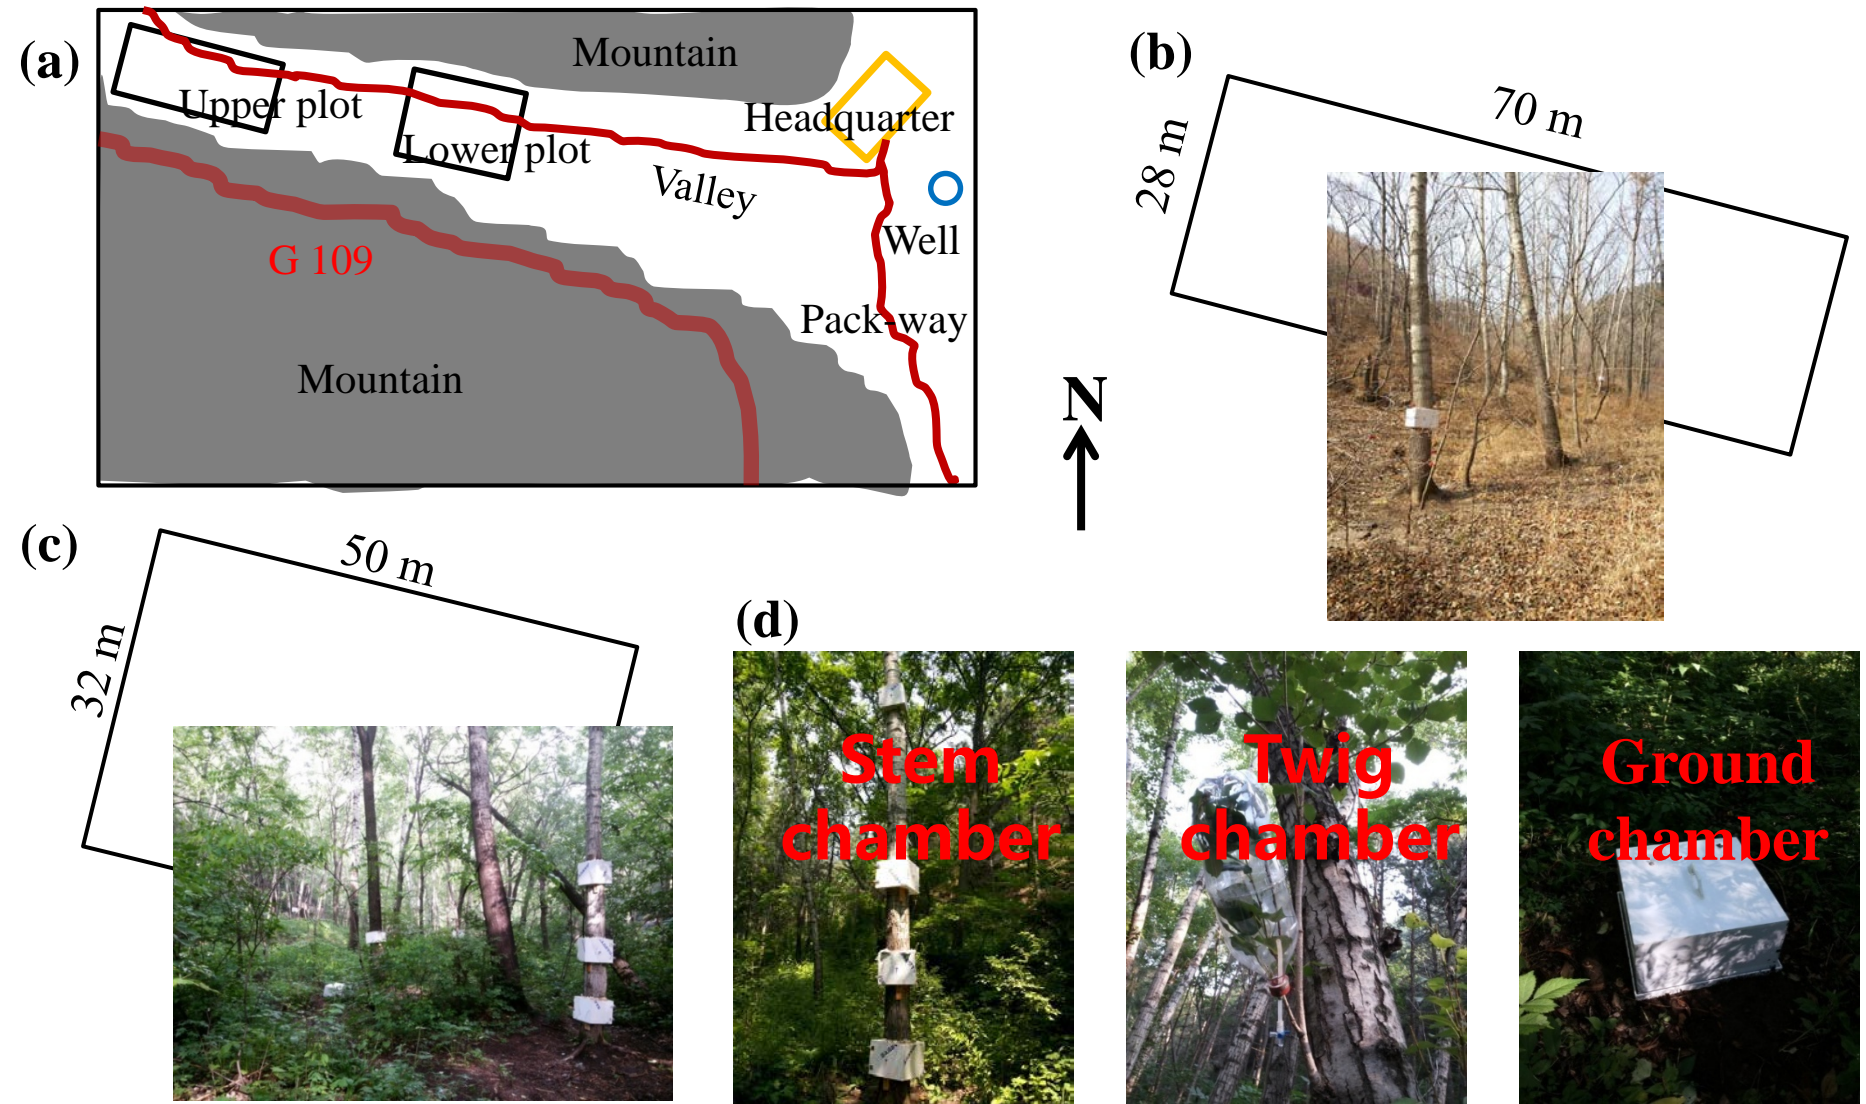 (a)
Mountain
Upper plot
Headquarter
Lower plot
Valley
Well
G 109
Pack-way
Mountain
N
(b)
70 m
28 m
(c)
50 m
32 m
(d)
Stem
chamber
Twig
chamber
Ground
chamber